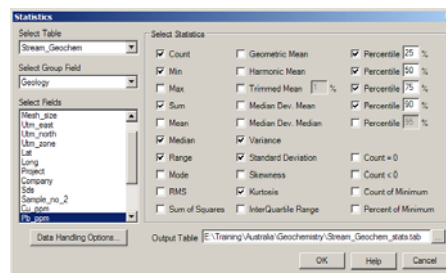 Statistics
Select Table
Stream_Geochem
Select Group Field
Geology
Select Fields
Mesh_size
Utm_east
Utm_north
Utm_zone
Lat
Long
Project
Company
Sds
Sample_no_2
Cu_ppm
Pb_ppm
Data Handling Options...
Select Statistics
Count
Geometric Mean
Percentile 25 %
Min
Harmonic Mean
Percentile 50 %
Max
Trimmed Mean 1 %
Percentile 75 %
Sum
Median Dev. Mean
Percentile 90 %
Mean
Median Dev. Median
Percentile 95 %
Median
Variance
Range
Standard Deviation
Count = 0
Mode
Skewness
Count < 0
RMS
Kurtosis
Count of Minimum
Sum of Squares
InterQuartile Range
Percent of Minimum
Output Table E:\Training\Australia\Geochemistry\Stream_Geochem_stats.tab ...
OK
Help
Cancel